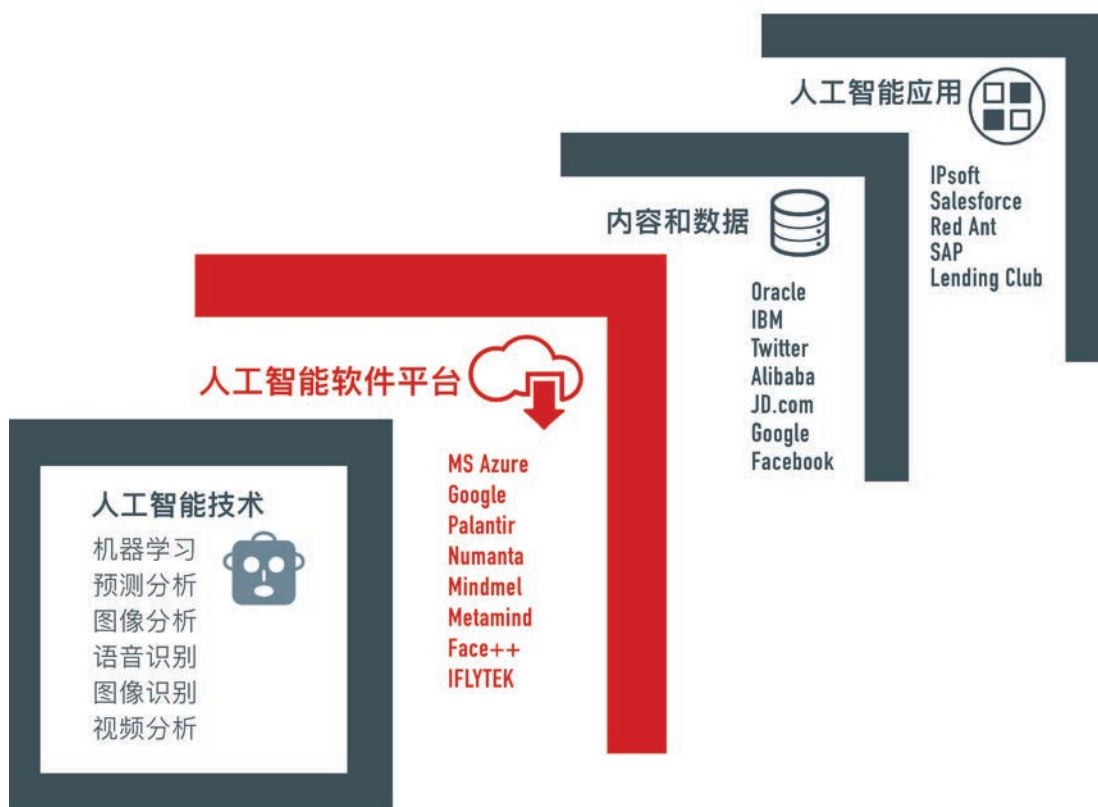 人工智能应用
IPsoft
Salesforce
Red Ant
SAP
Lending Club
内容和数据
Oracle
IBM
Twitter
Alibaba
JD.com
Google
Facebook
人工智能软件平台
MS Azure
Google
Palantir
Numanta
Mindmel
Metamind
Face++
IFLYTEK
人工智能技术
机器学习
预测分析
图像分析
语音识别
图像识别
视频分析